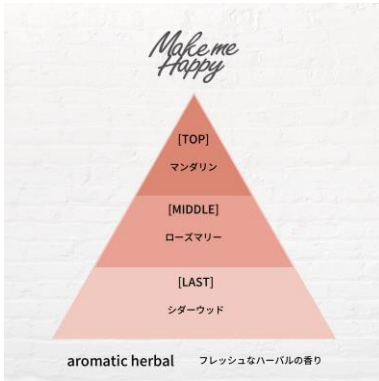 Make me
Happy
[TOP]
マンダリン
[MIDDLE]
ローズマリー
[LAST]
シダーウッド
aromatic herbal フレッシュなハーバルの香り